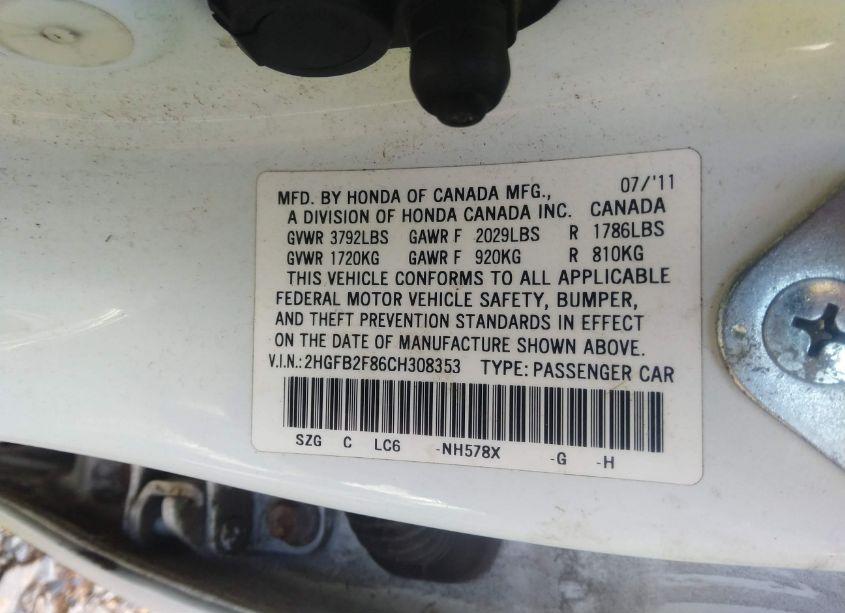 07/'11
MFD. BY HONDA OF CANADA MFG.,
A DIVISION OF HONDA CANADA INC. CANADA
GVWR 3792LBS GAWR F 2029LBS R 1786LBS
GVWR 1720KG GAWR F 920KG R 810KG
THIS VEHICLE CONFORMS TO ALL APPLICABLE
FEDERAL MOTOR VEHICLE SAFETY, BUMPER,
AND THEFT PREVENTION STANDARDS IN EFFECT
ON THE DATE OF MANUFACTURE SHOWN ABOVE.
V.I.N.: 2HGFB2F86CH308353 TYPE: PASSENGER CAR
SZG C LC6 -NH578X -G -H